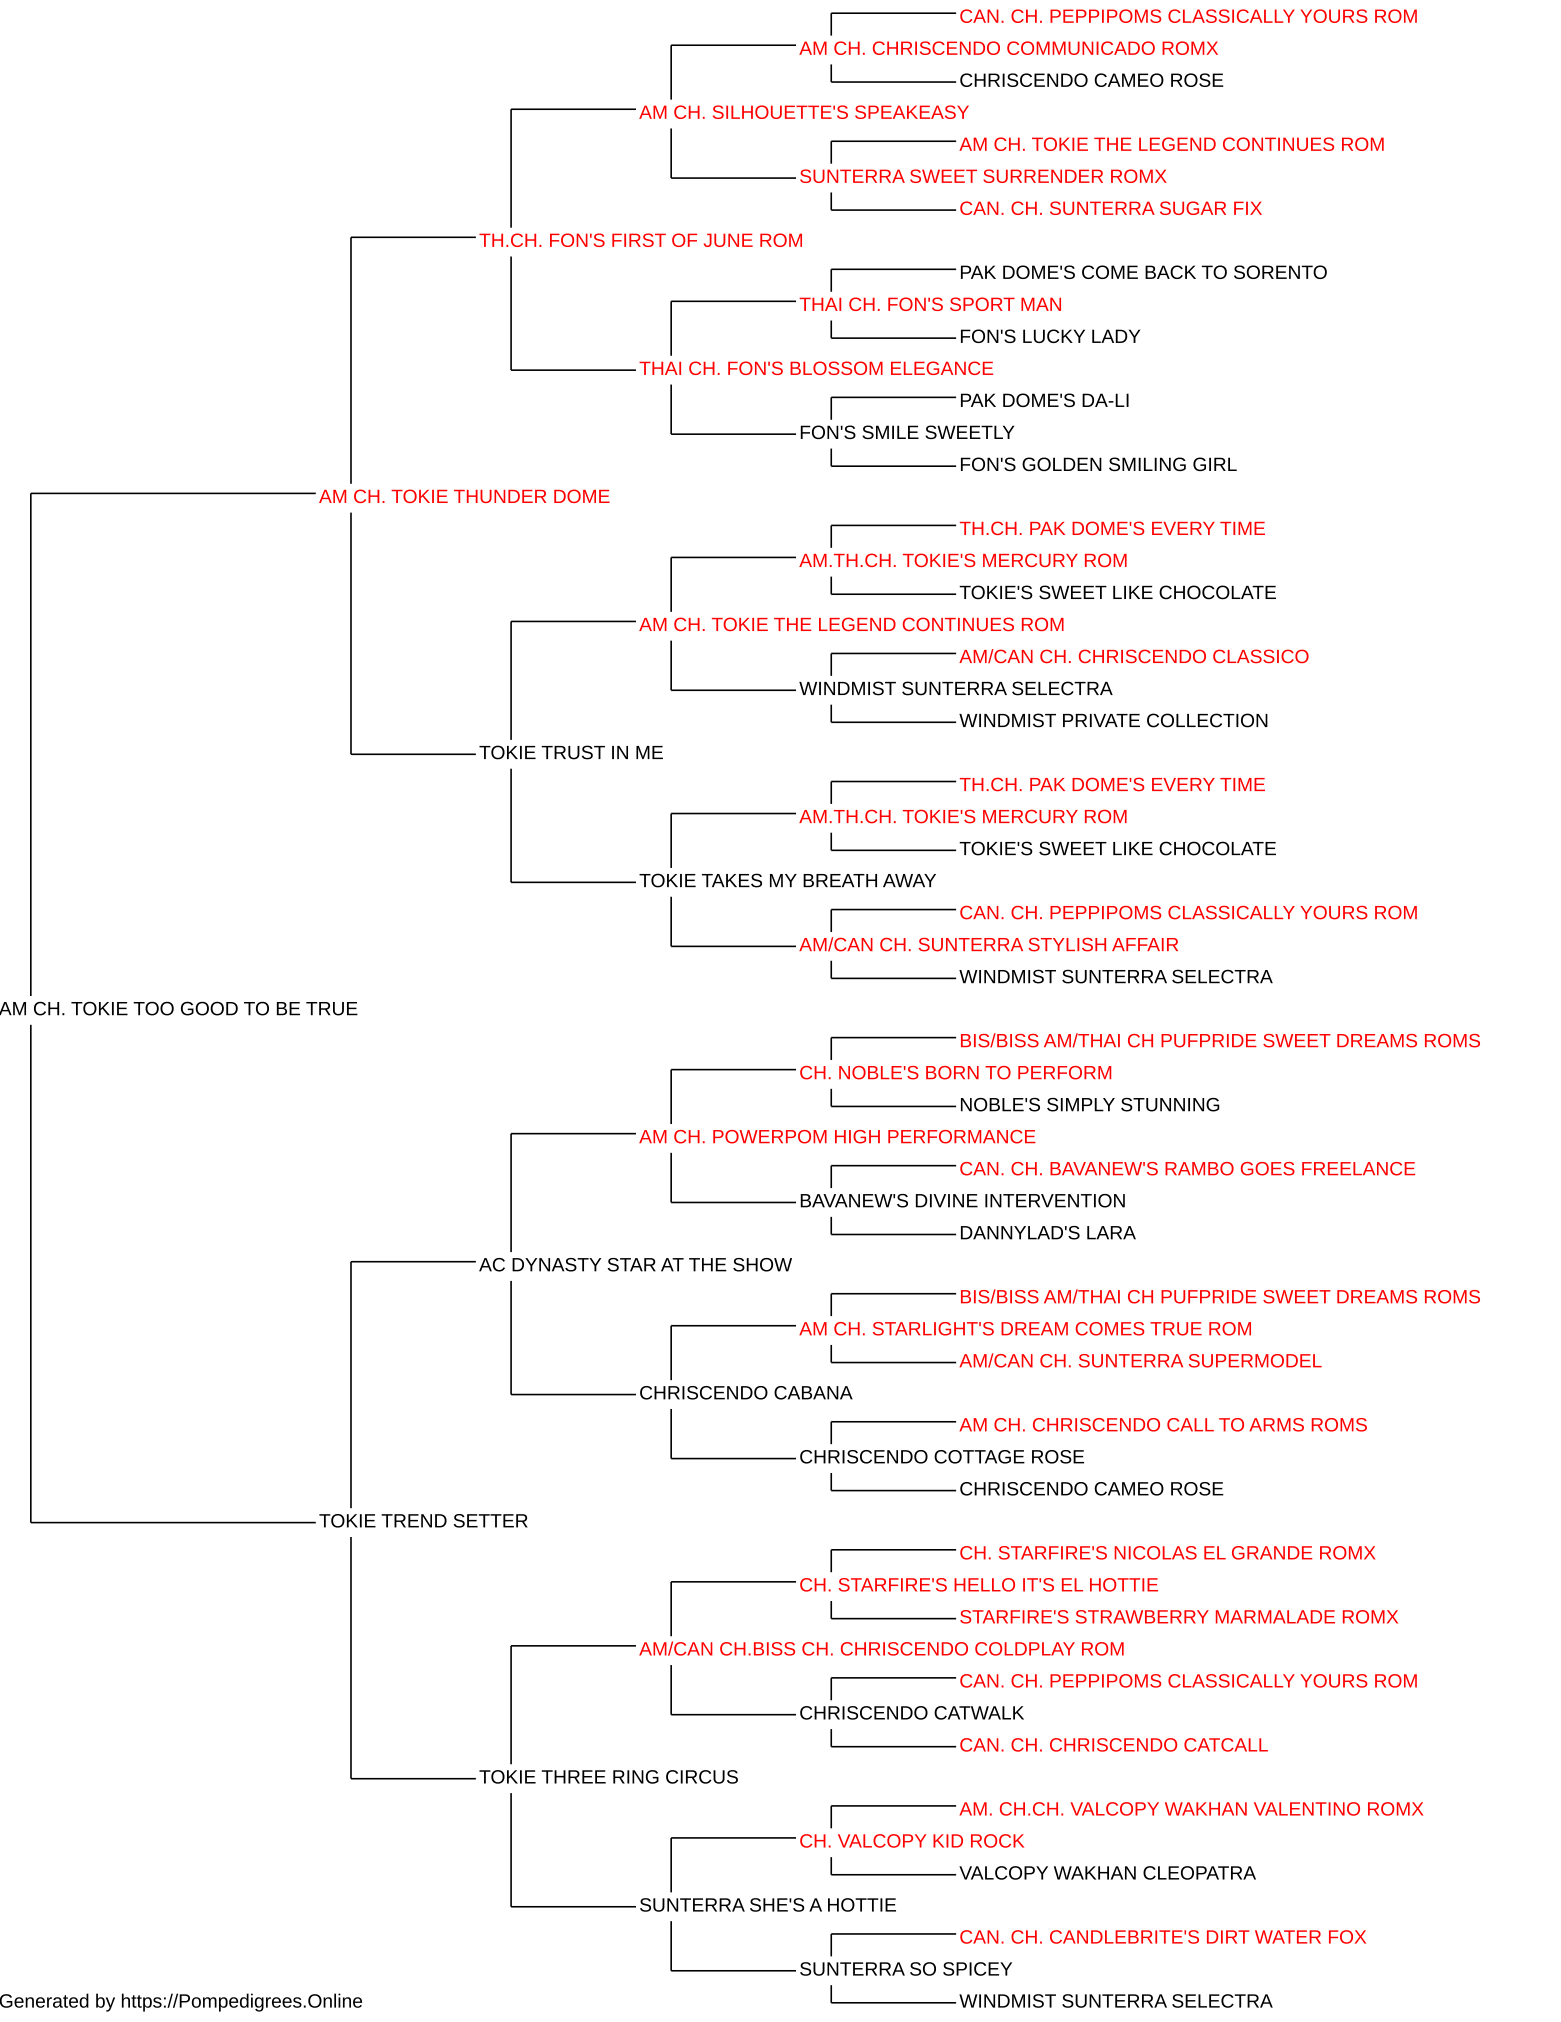 CAN. CH. PEPPIPOMS CLASSICALLY YOURS ROM
AM CH. CHRISCENDO COMMUNICADO ROMX
CHRISCENDO CAMEO ROSE
AM CH. SILHOUETTE'S SPEAKEASY
AM CH. TOKIE THE LEGEND CONTINUES ROM
SUNTERRA SWEET SURRENDER ROMX
CAN. CH. SUNTERRA SUGAR FIX
TH.CH. FON'S FIRST OF JUNE ROM
PAK DOME'S COME BACK TO SORENTO
THAI CH. FON'S SPORT MAN
FON'S LUCKY LADY
THAI CH. FON'S BLOSSOM ELEGANCE
PAK DOME'S DA-LI
FON'S SMILE SWEETLY
FON'S GOLDEN SMILING GIRL
AM CH. TOKIE THUNDER DOME
TH.CH. PAK DOME'S EVERY TIME
AM.TH.CH. TOKIE'S MERCURY ROM
TOKIE'S SWEET LIKE CHOCOLATE
AM CH. TOKIE THE LEGEND CONTINUES ROM
AM/CAN CH. CHRISCENDO CLASSICO
WINDMIST SUNTERRA SELECTRA
WINDMIST PRIVATE COLLECTION
TOKIE TRUST IN ME
TH.CH. PAK DOME'S EVERY TIME
AM.TH.CH. TOKIE'S MERCURY ROM
TOKIE'S SWEET LIKE CHOCOLATE
TOKIE TAKES MY BREATH AWAY
CAN. CH. PEPPIPOMS CLASSICALLY YOURS ROM
AM/CAN CH. SUNTERRA STYLISH AFFAIR
WINDMIST SUNTERRA SELECTRA
AM CH. TOKIE TOO GOOD TO BE TRUE
BIS/BISS AM/THAI CH PUFPRIDE SWEET DREAMS ROMS
CH. NOBLE'S BORN TO PERFORM
NOBLE'S SIMPLY STUNNING
AM CH. POWERPOM HIGH PERFORMANCE
CAN. CH. BAVANEW'S RAMBO GOES FREELANCE
BAVANEW'S DIVINE INTERVENTION
DANNYLAD'S LARA
AC DYNASTY STAR AT THE SHOW
BIS/BISS AM/THAI CH PUFPRIDE SWEET DREAMS ROMS
AM CH. STARLIGHT'S DREAM COMES TRUE ROM
AM/CAN CH. SUNTERRA SUPERMODEL
CHRISCENDO CABANA
AM CH. CHRISCENDO CALL TO ARMS ROMS
CHRISCENDO COTTAGE ROSE
CHRISCENDO CAMEO ROSE
TOKIE TREND SETTER
CH. STARFIRE'S NICOLAS EL GRANDE ROMX
CH. STARFIRE'S HELLO IT'S EL HOTTIE
STARFIRE'S STRAWBERRY MARMALADE ROMX
AM/CAN CH.BISS CH. CHRISCENDO COLDPLAY ROM
CAN. CH. PEPPIPOMS CLASSICALLY YOURS ROM
CHRISCENDO CATWALK
CAN. CH. CHRISCENDO CATCALL
TOKIE THREE RING CIRCUS
AM. CH.CH. VALCOPY WAKHAN VALENTINO ROMX
CH. VALCOPY KID ROCK
VALCOPY WAKHAN CLEOPATRA
SUNTERRA SHE'S A HOTTIE
CAN. CH. CANDLEBRITE'S DIRT WATER FOX
SUNTERRA SO SPICEY
WINDMIST SUNTERRA SELECTRA
Generated by https://Pompedigrees.Online